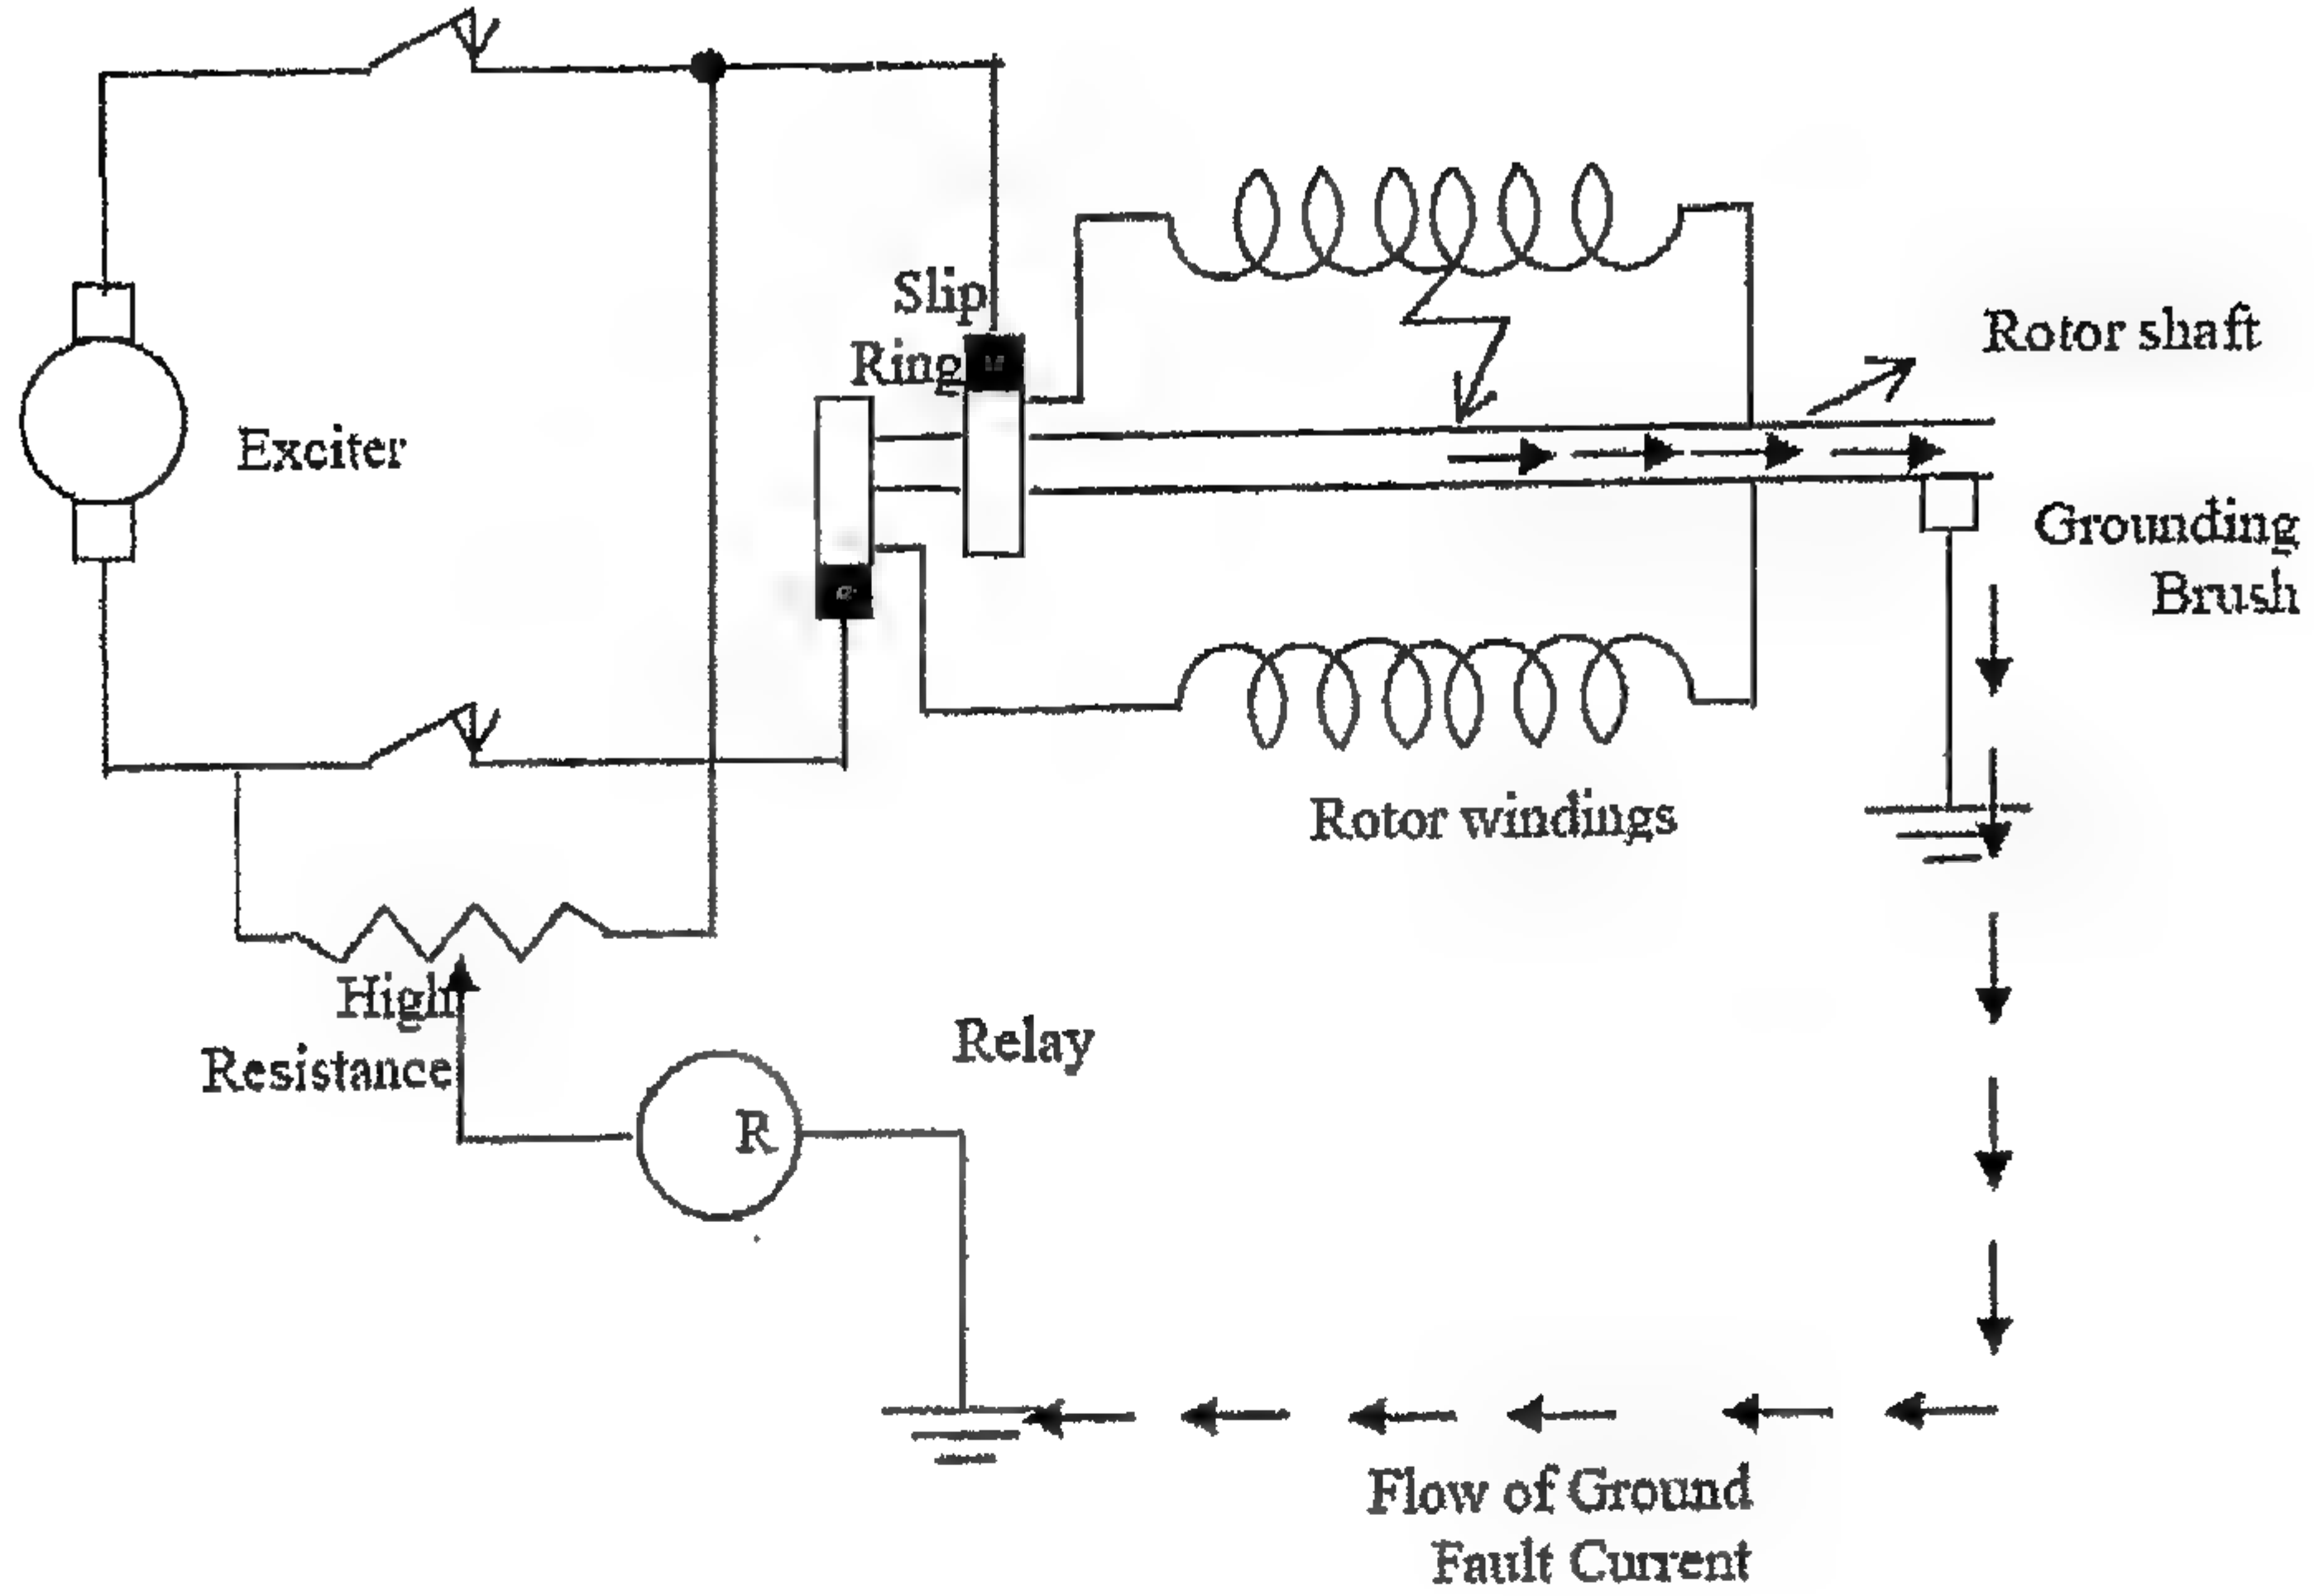 Slip
Ring
Rotor shaft
Exciter
Grounding
Brush
Rotor windings
High
Resistance
Relay
R
Flow of Ground
Fault Current